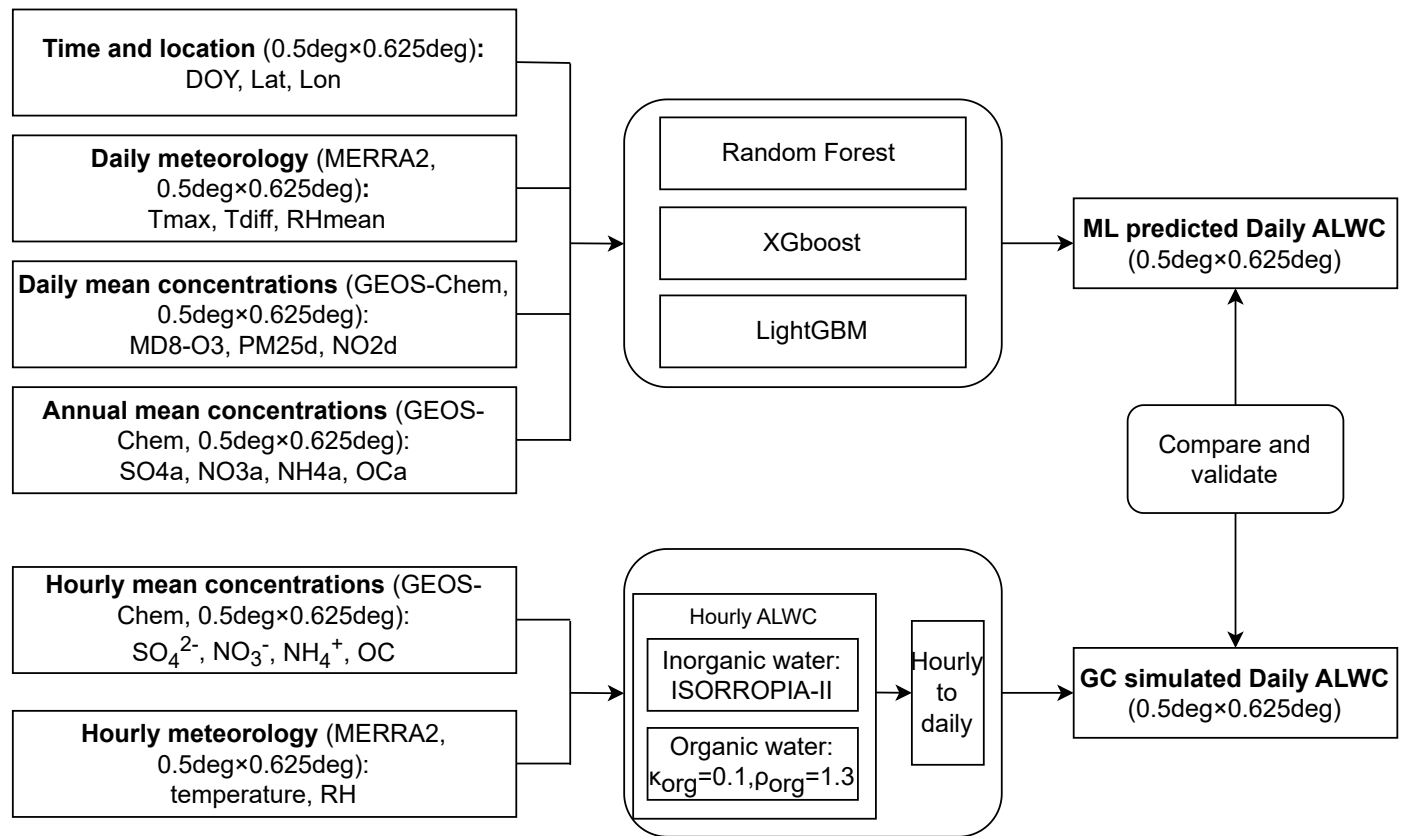 Time and location (0.5deg×0.625deg):
DOY, Lat, Lon
Daily meteorology (MERRA2,
0.5deg×0.625deg):
Tmax, Tdiff, RHmean
Daily mean concentrations (GEOS-Chem,
0.5deg×0.625deg):
MD8-O3, PM25d, NO2d
Annual mean concentrations (GEOS-
Chem, 0.5deg×0.625deg):
SO4a, NO3a, NH4a, OCa
Random Forest
XGboost
LightGBM
ML predicted Daily ALWC
(0.5deg×0.625deg)
Compare and
validate
Hourly mean concentrations (GEOS-
Chem, 0.5deg×0.625deg):
SO₄²⁻, NO₃⁻, NH₄⁺, OC
Hourly meteorology (MERRA2,
0.5deg×0.625deg):
temperature, RH
Hourly ALWC
Inorganic water:
ISORROPIA-II
Organic water:
κorg=0.1,ρorg=1.3
Hourly
to
daily
GC simulated Daily ALWC
(0.5deg×0.625deg)